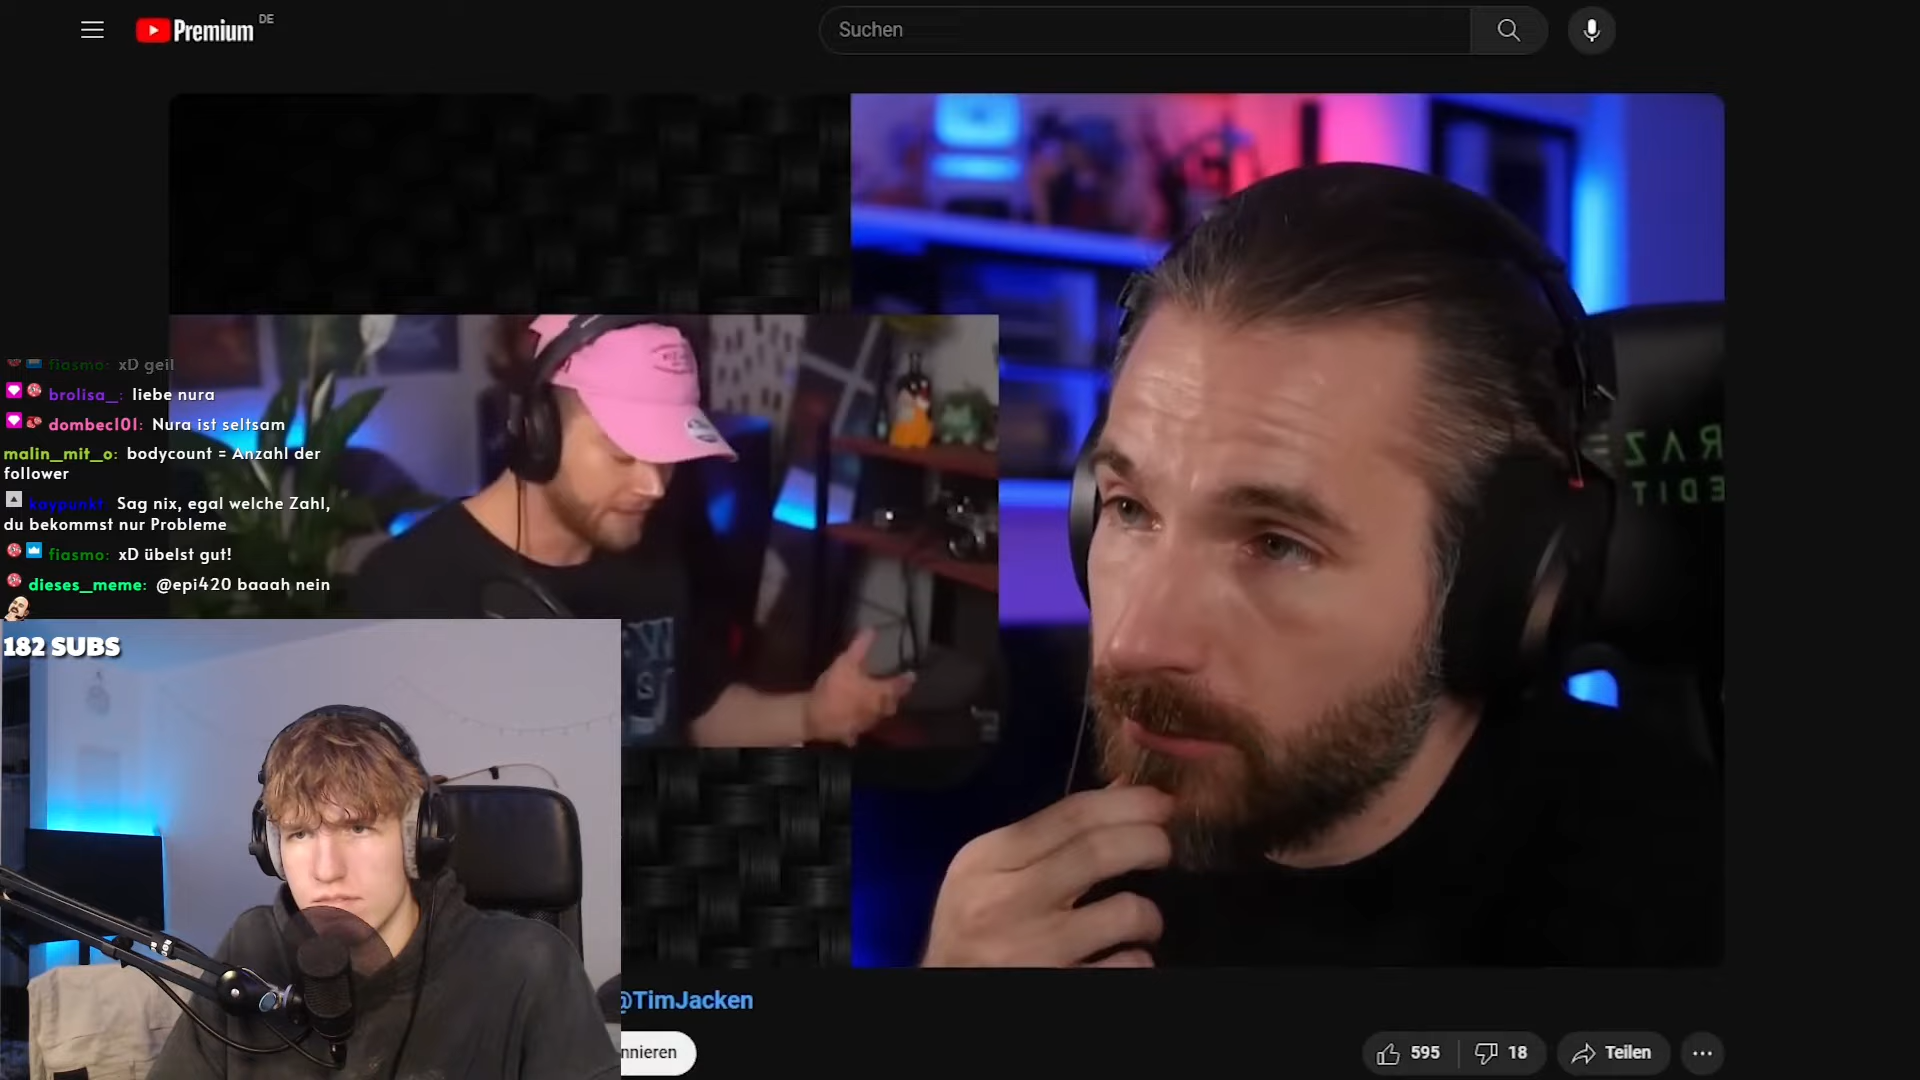 Premium DE
Suchen
fiasmo: xD geil
brolisa_: liebe nura
dombec101: Nura ist seltsam
malin_mit_o: bodycount = Anzahl der
follower
kaypunkt: Sag nix, egal welche Zahl,
du bekommst nur Probleme
fiasmo: xD übelst gut!
dieses_meme: @epi420 baaah nein
182 SUBS
@TimJacken
nnieren
595
18
Teilen